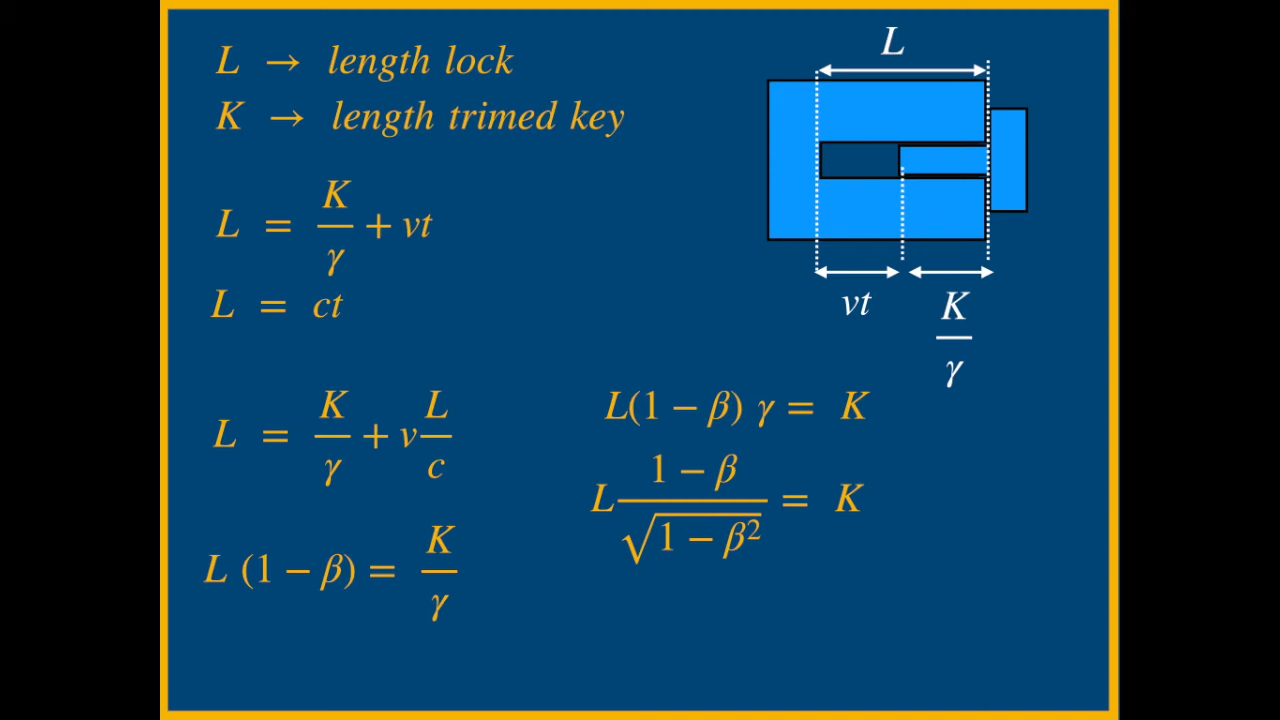 L → length lock
K → length trimed key
L = K/γ + vt
L = ct
L = K/γ + v L/c
L (1 − β) = K/γ
L(1 − β) γ = K
L (1 − β)/√(1 − β²) = K
L
vt
K/γ